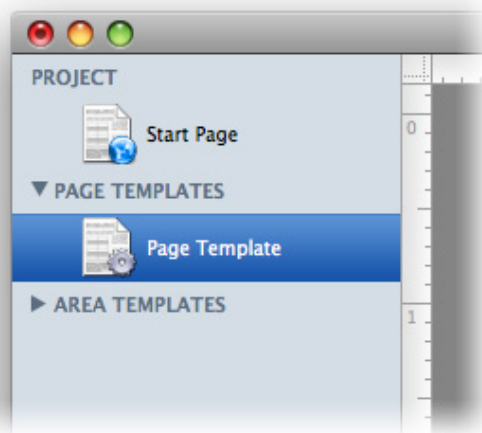 PROJECT
Start Page
PAGE TEMPLATES
Page Template
AREA TEMPLATES
0
1